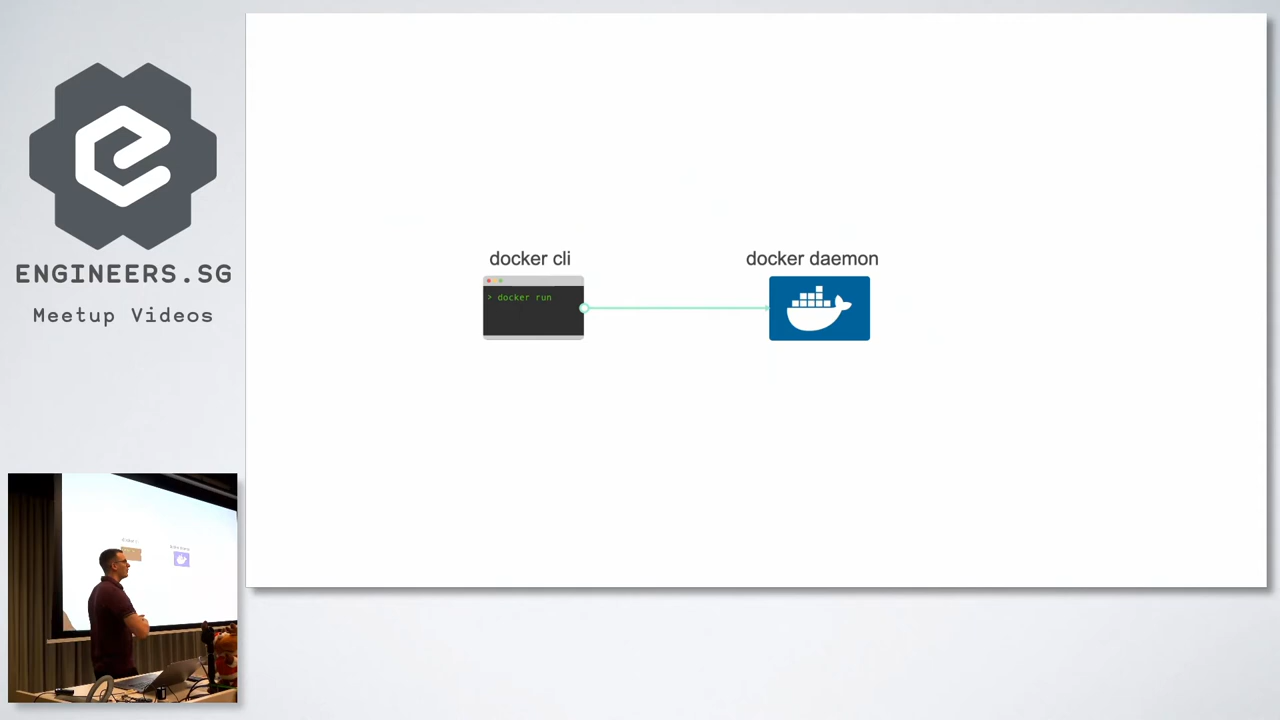 ENGINEERS.SG
Meetup Videos
docker cli
docker daemon
> docker run